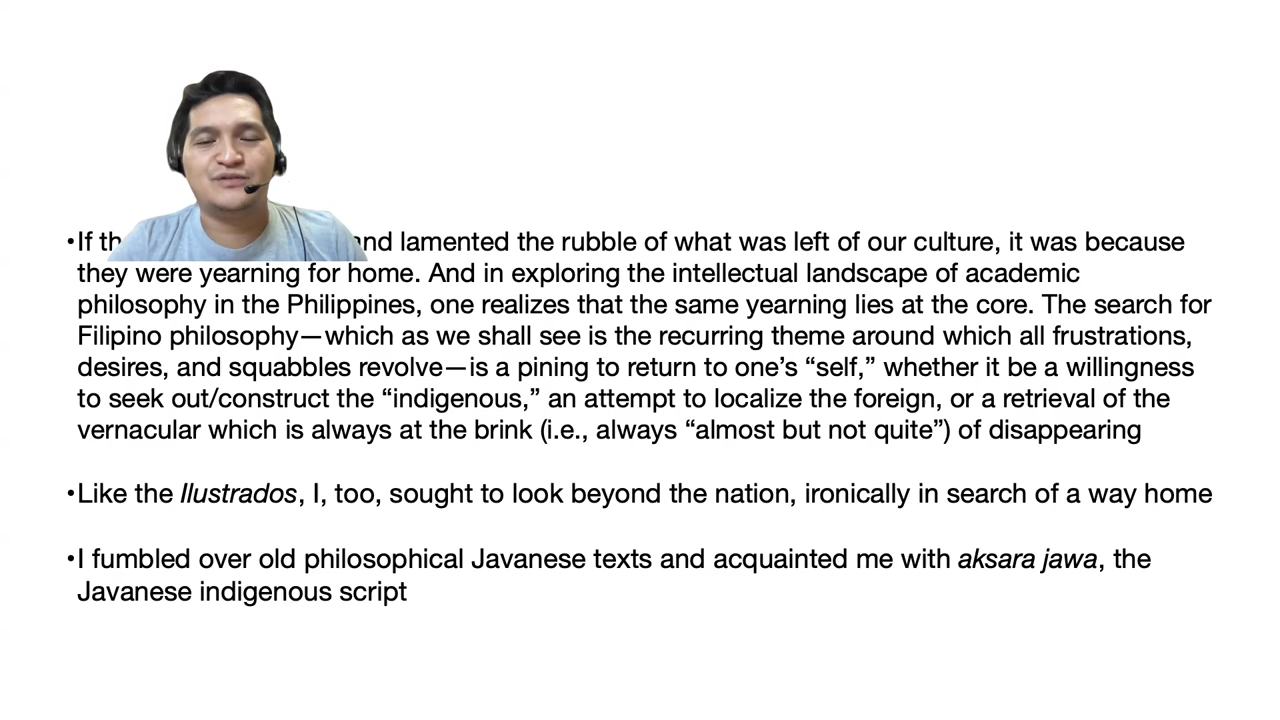 •If th nd lamented the rubble of what was left of our culture, it was because
they were yearning for home. And in exploring the intellectual landscape of academic
philosophy in the Philippines, one realizes that the same yearning lies at the core. The search for
Filipino philosophy—which as we shall see is the recurring theme around which all frustrations,
desires, and squabbles revolve—is a pining to return to one’s “self,” whether it be a willingness
to seek out/construct the “indigenous,” an attempt to localize the foreign, or a retrieval of the
vernacular which is always at the brink (i.e., always “almost but not quite”) of disappearing
•Like the Ilustrados, I, too, sought to look beyond the nation, ironically in search of a way home
•I fumbled over old philosophical Javanese texts and acquainted me with aksara jawa, the
Javanese indigenous script